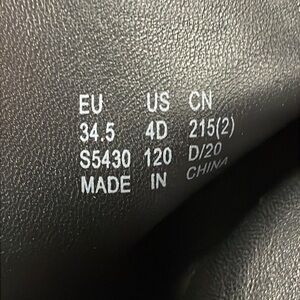 EU US CN
34.5 4D 215(2)
S5430 120 D/20
MADE IN CHINA